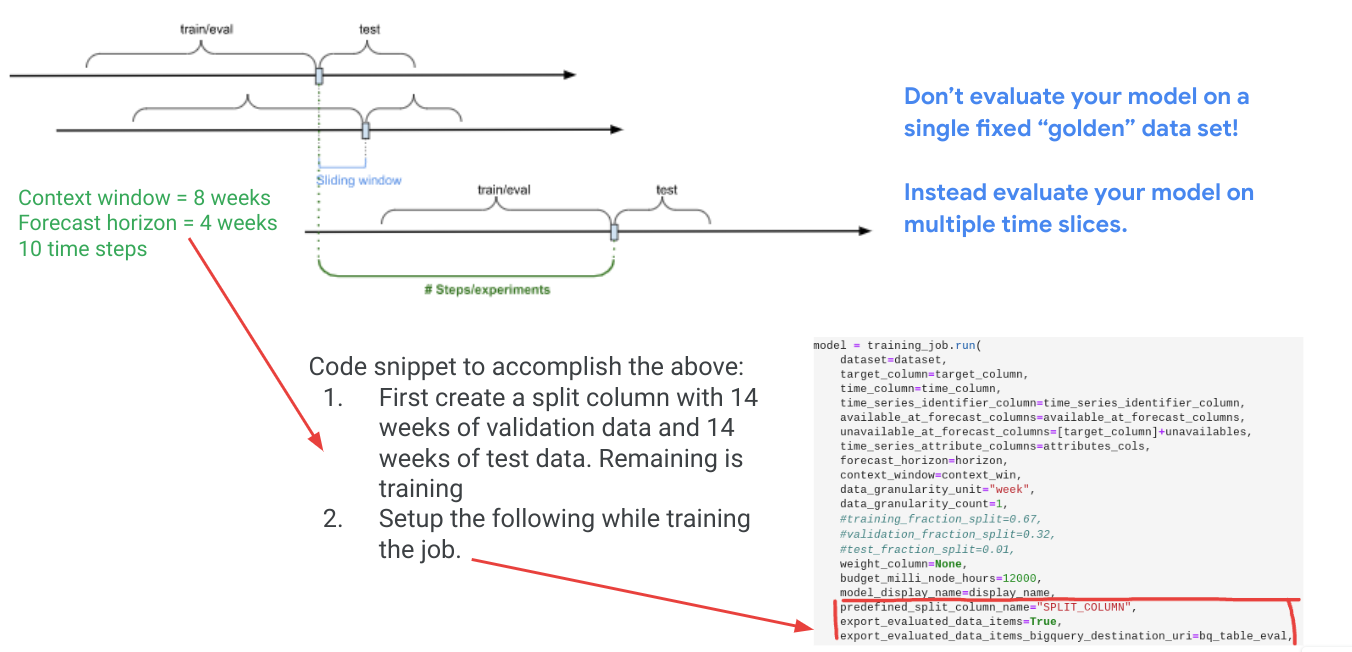 train/eval
test
Don’t evaluate your model on a
single fixed “golden” data set!
Sliding window
Context window = 8 weeks
Forecast horizon = 4 weeks
10 time steps
train/eval
test
Instead evaluate your model on
multiple time slices.
# Steps/experiments
Code snippet to accomplish the above:
1. First create a split column with 14
weeks of validation data and 14
weeks of test data. Remaining is
training
2. Setup the following while training
the job.
model = training_job.run(
dataset=dataset,
target_column=target_column,
time_column=time_column,
time_series_identifier_column=time_series_identifier_column,
available_at_forecast_columns=available_at_forecast_columns,
unavailable_at_forecast_columns=[target_column]+unavailables,
time_series_attribute_columns=attributes_cols,
forecast_horizon=horizon,
context_window=context_win,
data_granularity_unit="week",
data_granularity_count=1,
#training_fraction_split=0.67,
#validation_fraction_split=0.32,
#test_fraction_split=0.01,
weight_column=None,
budget_milli_node_hours=12000,
model_display_name=display_name,
predefined_split_column_name="SPLIT_COLUMN",
export_evaluated_data_items=True,
export_evaluated_data_items_bigquery_destination_uri=bq_table_eval,